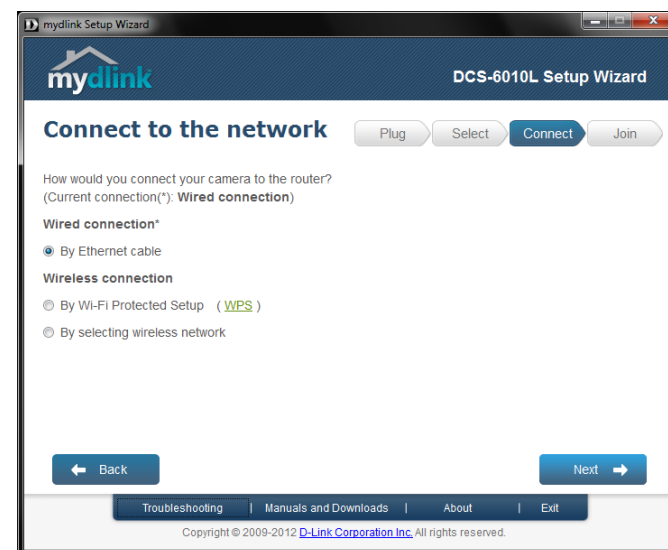 mydlink Setup Wizard
mydlink
DCS-6010L Setup Wizard
Connect to the network
Plug
Select
Connect
Join
How would you connect your camera to the router?
(Current connection(*): Wired connection)
Wired connection*
By Ethernet cable
Wireless connection
By Wi-Fi Protected Setup ( WPS )
By selecting wireless network
Back
Next
Troubleshooting | Manuals and Downloads | About | Exit
Copyright © 2009-2012 D-Link Corporation Inc. All rights reserved.